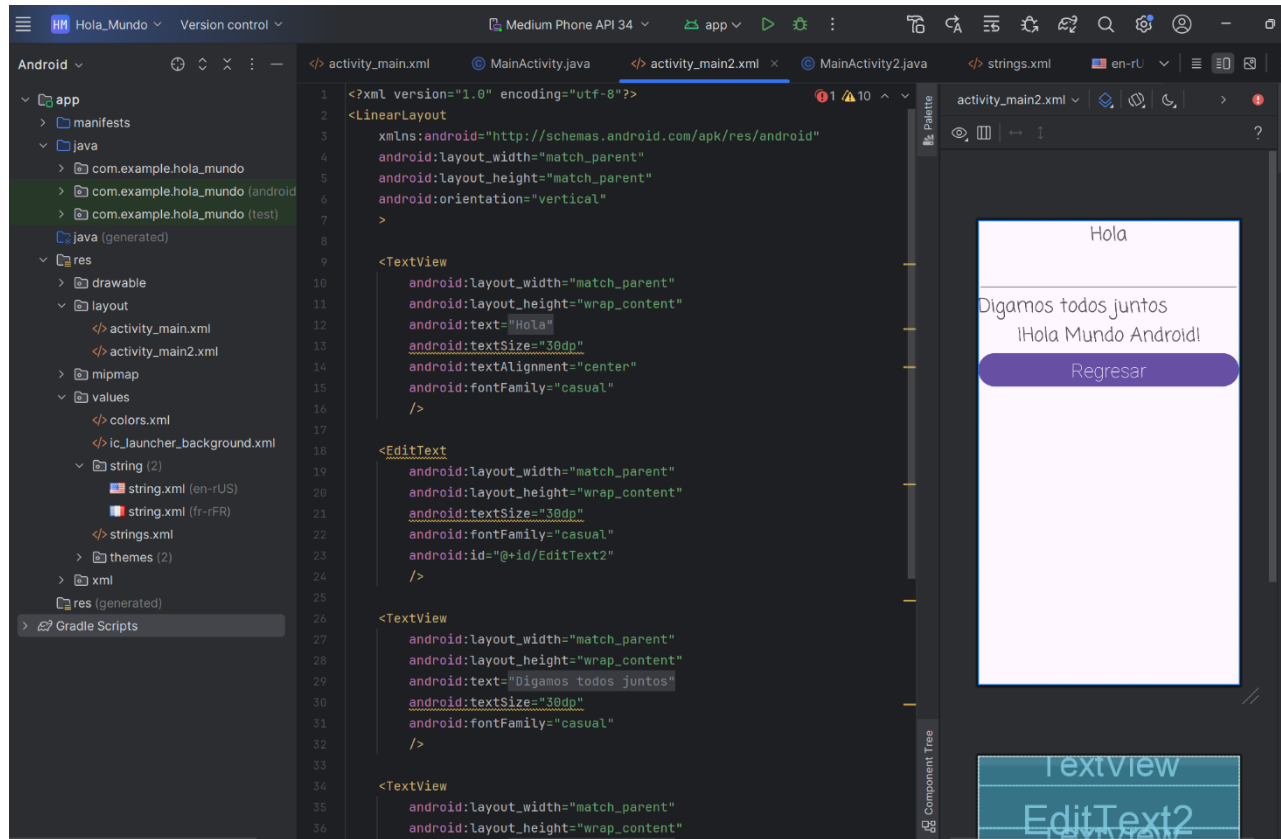 HM Hola_Mundo Version control Medium Phone API 34 app
Android
activity_main.xml MainActivity.java activity_main2.xml MainActivity2.java strings.xml en-rU
app
manifests
java
com.example.hola_mundo
com.example.hola_mundo (android
com.example.hola_mundo (test)
java (generated)
res
drawable
layout
activity_main.xml
activity_main2.xml
mipmap
values
colors.xml
ic_launcher_background.xml
string (2)
string.xml (en-rUS)
string.xml (fr-rFR)
strings.xml
themes (2)
xml
res (generated)
Gradle Scripts
1 10
1 <?xml version="1.0" encoding="utf-8"?>
2 <LinearLayout
3 xmlns:android="http://schemas.android.com/apk/res/android"
4 android:layout_width="match_parent"
5 android:layout_height="match_parent"
6 android:orientation="vertical"
7 >
8
9 <TextView
10 android:layout_width="match_parent"
11 android:layout_height="wrap_content"
12 android:text="Hola"
13 android:textSize="30dp"
14 android:textAlignment="center"
15 android:fontFamily="casual"
16 />
17
18 <EditText
19 android:layout_width="match_parent"
20 android:layout_height="wrap_content"
21 android:textSize="30dp"
22 android:fontFamily="casual"
23 android:id="@+id/EditText2"
24 />
25
26 <TextView
27 android:layout_width="match_parent"
28 android:layout_height="wrap_content"
29 android:text="Digamos todos juntos"
30 android:textSize="30dp"
31 android:fontFamily="casual"
32 />
33
34 <TextView
35 android:layout_width="match_parent"
36 android:layout_height="wrap_content"
Palette
Component Tree
activity_main2.xml
?
Hola
Digamos todos juntos
¡Hola Mundo Android!
Regresar
TextView
EditText2
TextView